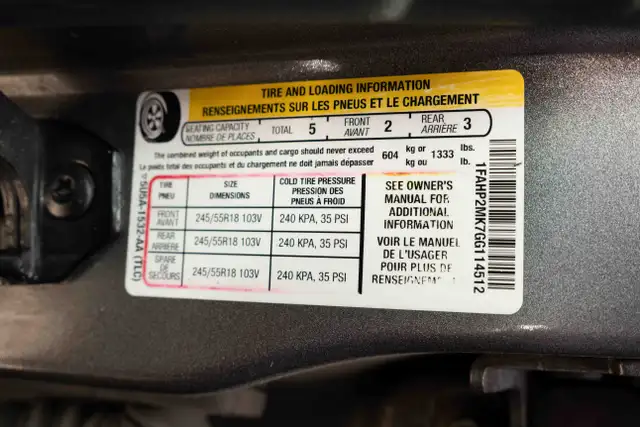 TIRE AND LOADING INFORMATION
RENSEIGNEMENTS SUR LES PNEUS ET LE CHARGEMENT
SEATING CAPACITY
NOMBRE DE PLACES
TOTAL 5
FRONT
AVANT 2
REAR
ARRIÈRE 3
The combined weight of occupants and cargo should never exceed 604 kg or 1333 lbs.
Le poids total des occupants et du chargement ne doit jamais dépasser kg ou lb.
TIRE
PNEU
SIZE
DIMENSIONS
COLD TIRE PRESSURE
PRESSION DES
PNEUS À FROID
FRONT
AVANT
245/55R18 103V
240 KPA, 35 PSI
REAR
ARRIÈRE
245/55R18 103V
240 KPA, 35 PSI
SPARE
DE
SECOURS
245/55R18 103V
240 KPA, 35 PSI
SEE OWNER'S
MANUAL FOR
ADDITIONAL
INFORMATION
VOIR LE MANUEL
DE L'USAGER
POUR PLUS DE
1FAHP2MK7GG114512
5U5A-1532-AA (TLC)